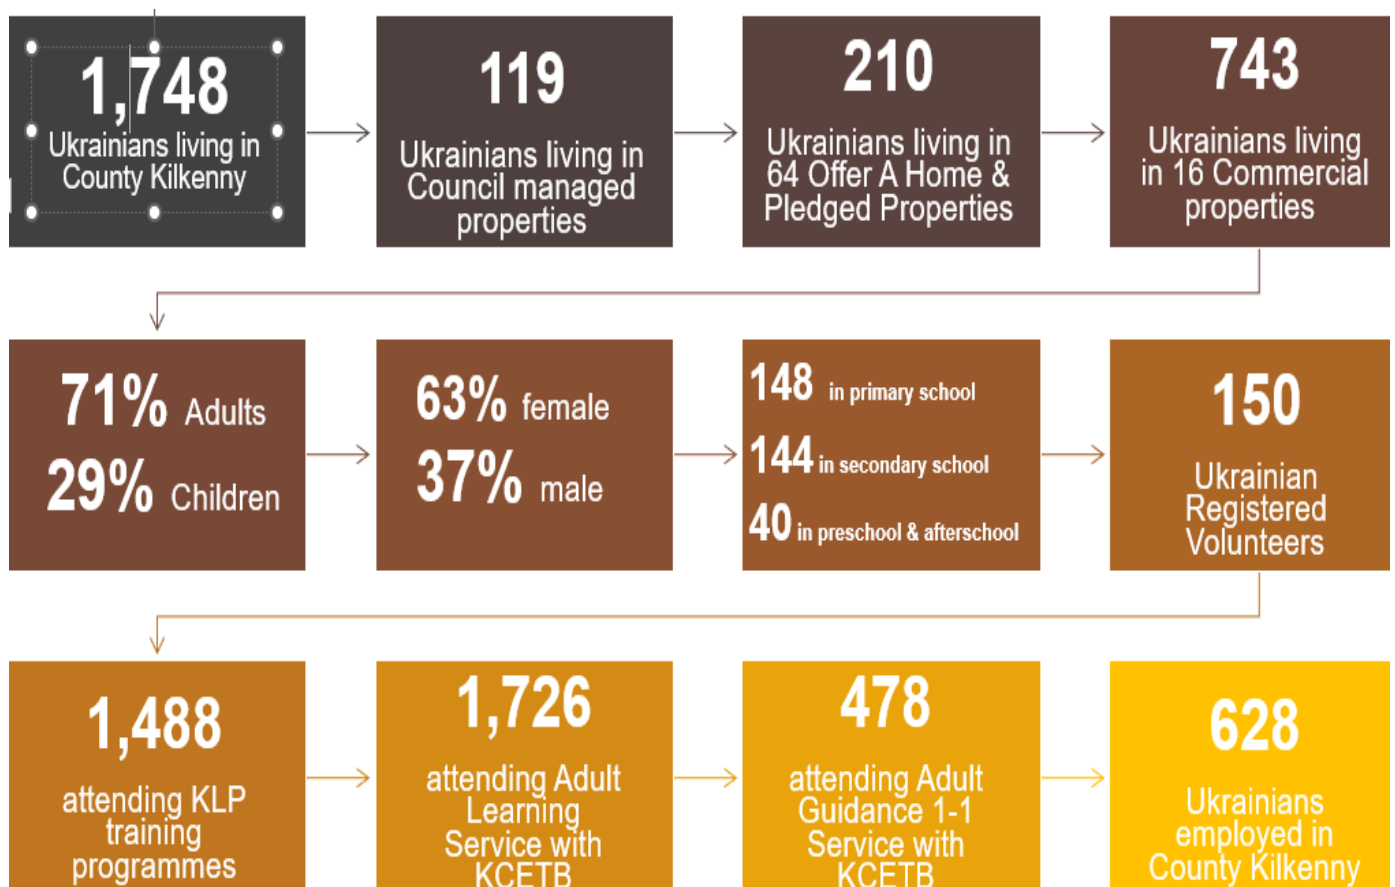 1,748
Ukrainians living in
County Kilkenny
119
Ukrainians living in
Council managed
properties
210
Ukrainians living in
64 Offer A Home &
Pledged Properties
743
Ukrainians living
in 16 Commercial
properties
71% Adults
29% Children
63% female
37% male
148 in primary school
144 in secondary school
40 in preschool & afterschool
150
Ukrainian
Registered
Volunteers
1,488
attending KLP
training
programmes
1,726
attending Adult
Learning
Service with
KCETB
478
attending Adult
Guidance 1-1
Service with
KCETB
628
Ukrainians
employed in
County Kilkenny